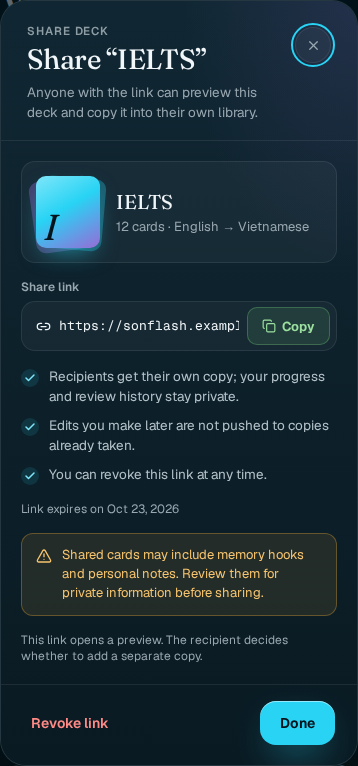 SHARE DECK
Share “IELTS”
Anyone with the link can preview this
deck and copy it into their own library.
I
IELTS
12 cards · English → Vietnamese
Share link
https://sonflash.exampl
Copy
Recipients get their own copy; your progress
and review history stay private.
Edits you make later are not pushed to copies
already taken.
You can revoke this link at any time.
Link expires on Oct 23, 2026
Shared cards may include memory hooks
and personal notes. Review them for
private information before sharing.
This link opens a preview. The recipient decides
whether to add a separate copy.
Revoke link
Done